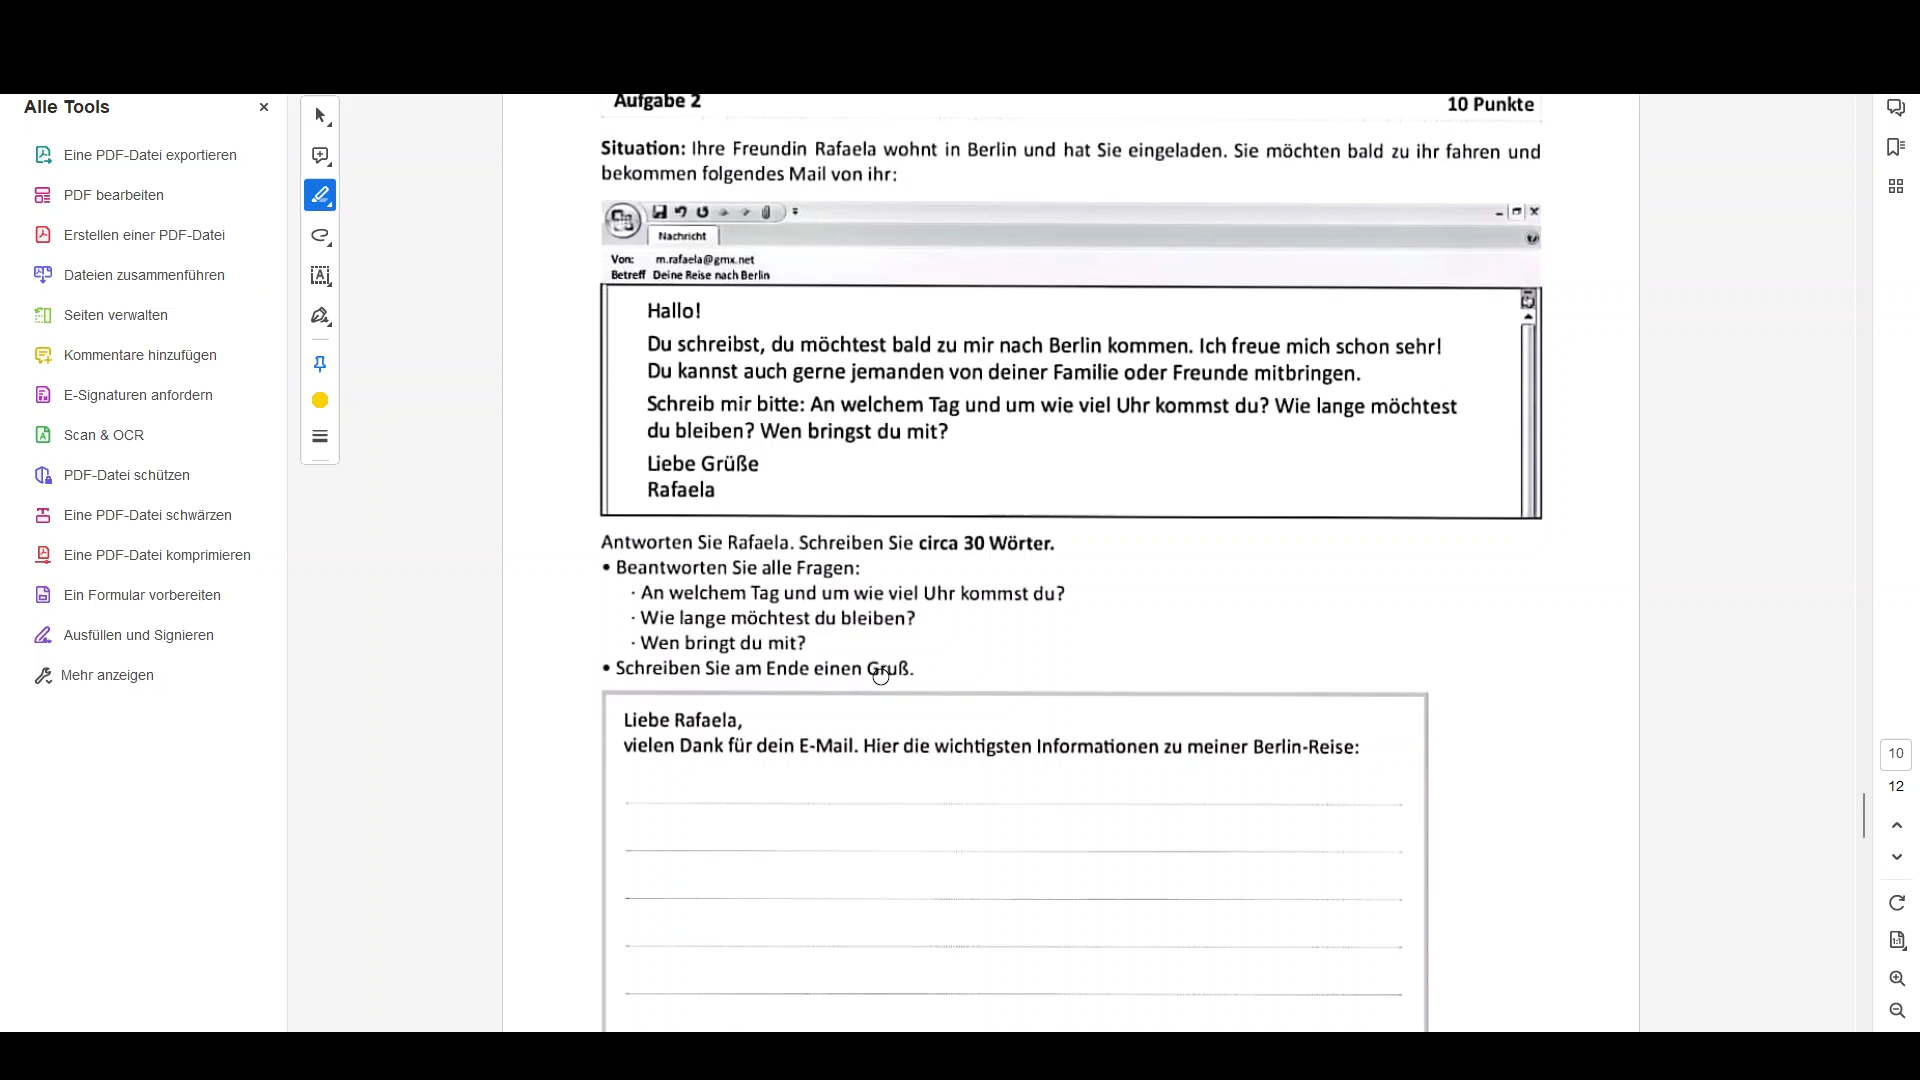 Alle Tools
Eine PDF-Datei exportieren
PDF bearbeiten
Erstellen einer PDF-Datei
Dateien zusammenführen
Seiten verwalten
Kommentare hinzufügen
E-Signaturen anfordern
Scan & OCR
PDF-Datei schützen
Eine PDF-Datei schwärzen
Eine PDF-Datei komprimieren
Ein Formular vorbereiten
Ausfüllen und Signieren
Mehr anzeigen
Aufgabe 2 10 Punkte
Situation: Ihre Freundin Rafaela wohnt in Berlin und hat Sie eingeladen. Sie möchten bald zu ihr fahren und
bekommen folgendes Mail von ihr:
Nachricht
Von: m.rafaela@gmx.net
Betreff Deine Reise nach Berlin
Hallo!
Du schreibst, du möchtest bald zu mir nach Berlin kommen. Ich freue mich schon sehr!
Du kannst auch gerne jemanden von deiner Familie oder Freunde mitbringen.
Schreib mir bitte: An welchem Tag und um wie viel Uhr kommst du? Wie lange möchtest
du bleiben? Wen bringst du mit?
Liebe Grüße
Rafaela
Antworten Sie Rafaela. Schreiben Sie circa 30 Wörter.
• Beantworten Sie alle Fragen:
· An welchem Tag und um wie viel Uhr kommst du?
· Wie lange möchtest du bleiben?
· Wen bringt du mit?
• Schreiben Sie am Ende einen Gruß.
Liebe Rafaela,
vielen Dank für dein E-Mail. Hier die wichtigsten Informationen zu meiner Berlin-Reise:
10
12